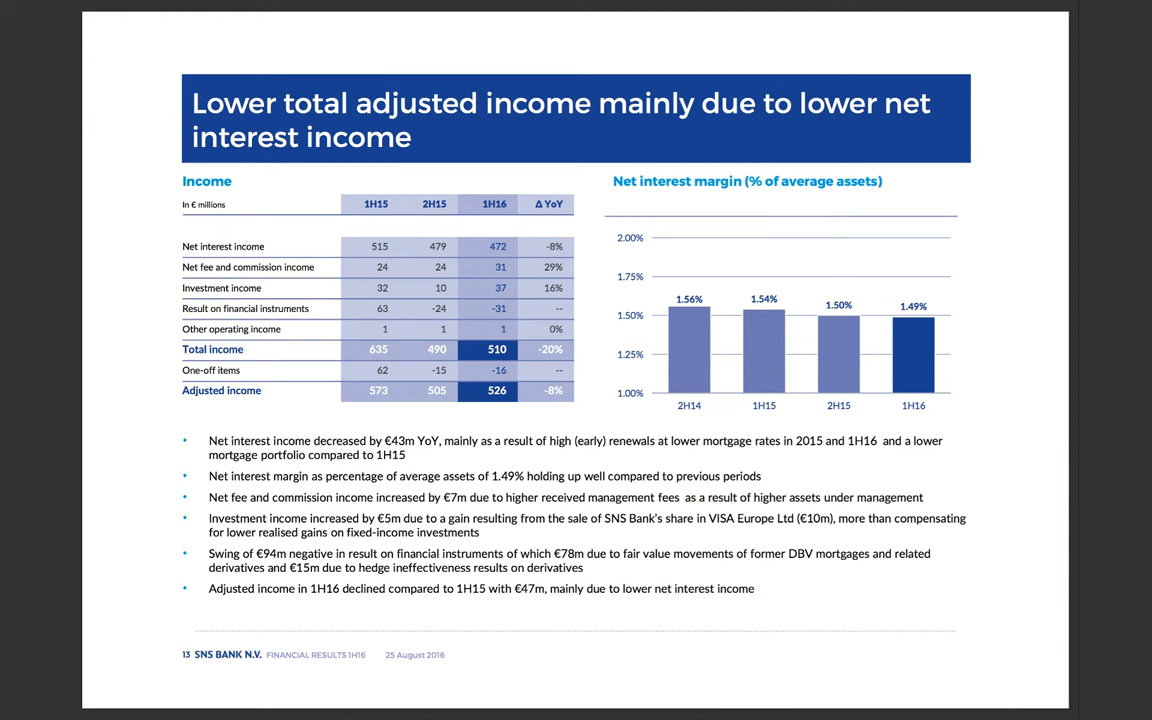 Lower total adjusted income mainly due to lower net
interest income
Income
In € millions 1H15 2H15 1H16 Δ YoY
Net interest income 515 479 472 -8%
Net fee and commission income 24 24 31 29%
Investment income 32 10 37 16%
Result on financial instruments 63 -24 -31 --
Other operating income 1 1 1 0%
Total income 635 490 510 -20%
One-off items 62 -15 -16 --
Adjusted income 573 505 526 -8%
Net interest margin (% of average assets)
2.00%
1.75%
1.50%
1.25%
1.00%
1.56% 1.54% 1.50% 1.49%
2H14 1H15 2H15 1H16
• Net interest income decreased by €43m YoY, mainly as a result of high (early) renewals at lower mortgage rates in 2015 and 1H16 and a lower
mortgage portfolio compared to 1H15
• Net interest margin as percentage of average assets of 1.49% holding up well compared to previous periods
• Net fee and commission income increased by €7m due to higher received management fees as a result of higher assets under management
• Investment income increased by €5m due to a gain resulting from the sale of SNS Bank's share in VISA Europe Ltd (€10m), more than compensating
for lower realised gains on fixed-income investments
• Swing of €94m negative in result on financial instruments of which €78m due to fair value movements of former DBV mortgages and related
derivatives and €15m due to hedge ineffectiveness results on derivatives
• Adjusted income in 1H16 declined compared to 1H15 with €47m, mainly due to lower net interest income
13 SNS BANK N.V. FINANCIAL RESULTS 1H16 25 August 2016